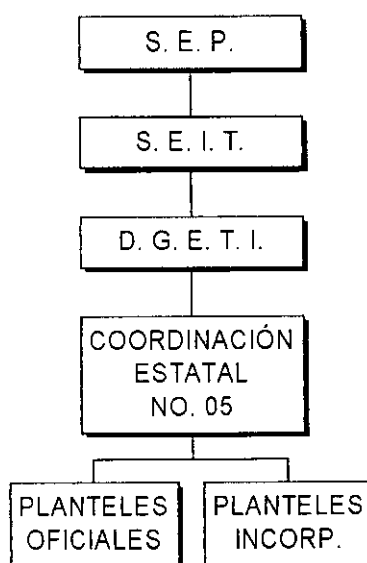 S. E. P.
S. E. I. T.
D. G. E. T. I.
COORDINACIÓN
ESTATAL
NO. 05
PLANTELES
OFICIALES
PLANTELES
INCORP.